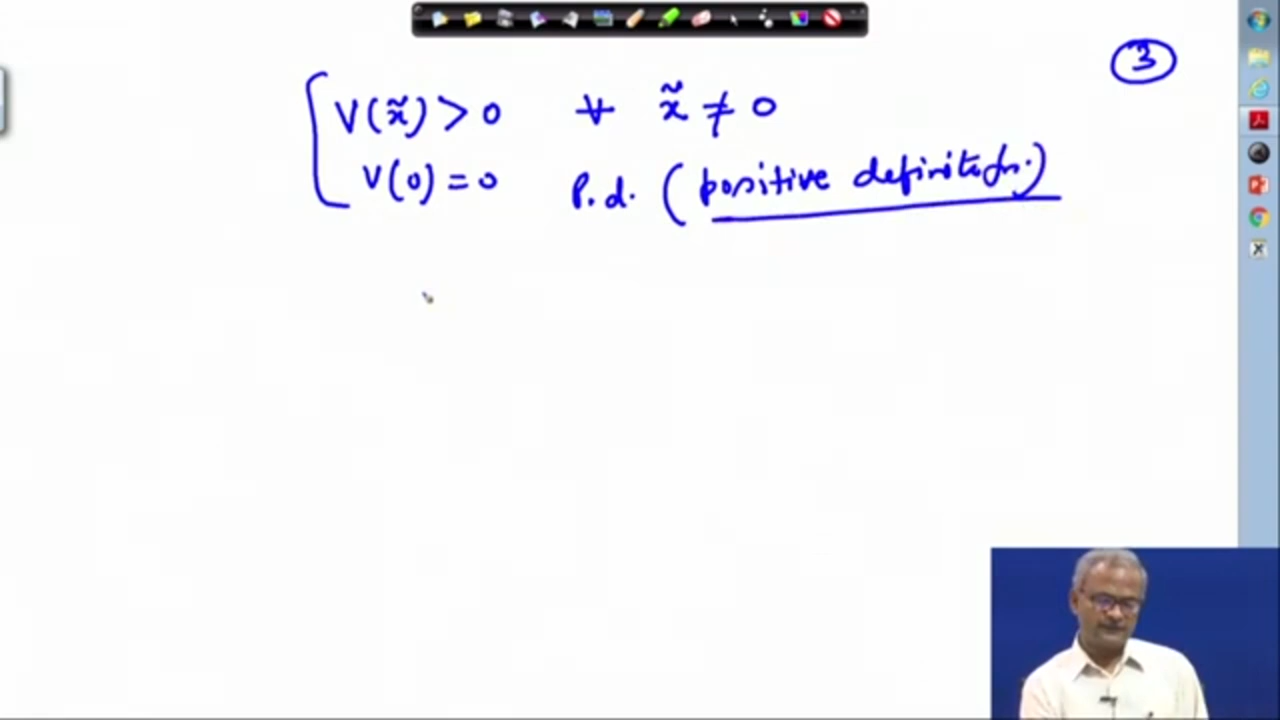 ③
V(x̃) > 0 ∀ x̃ ≠ 0
V(0) = 0 P.d. (positive definite fn.)